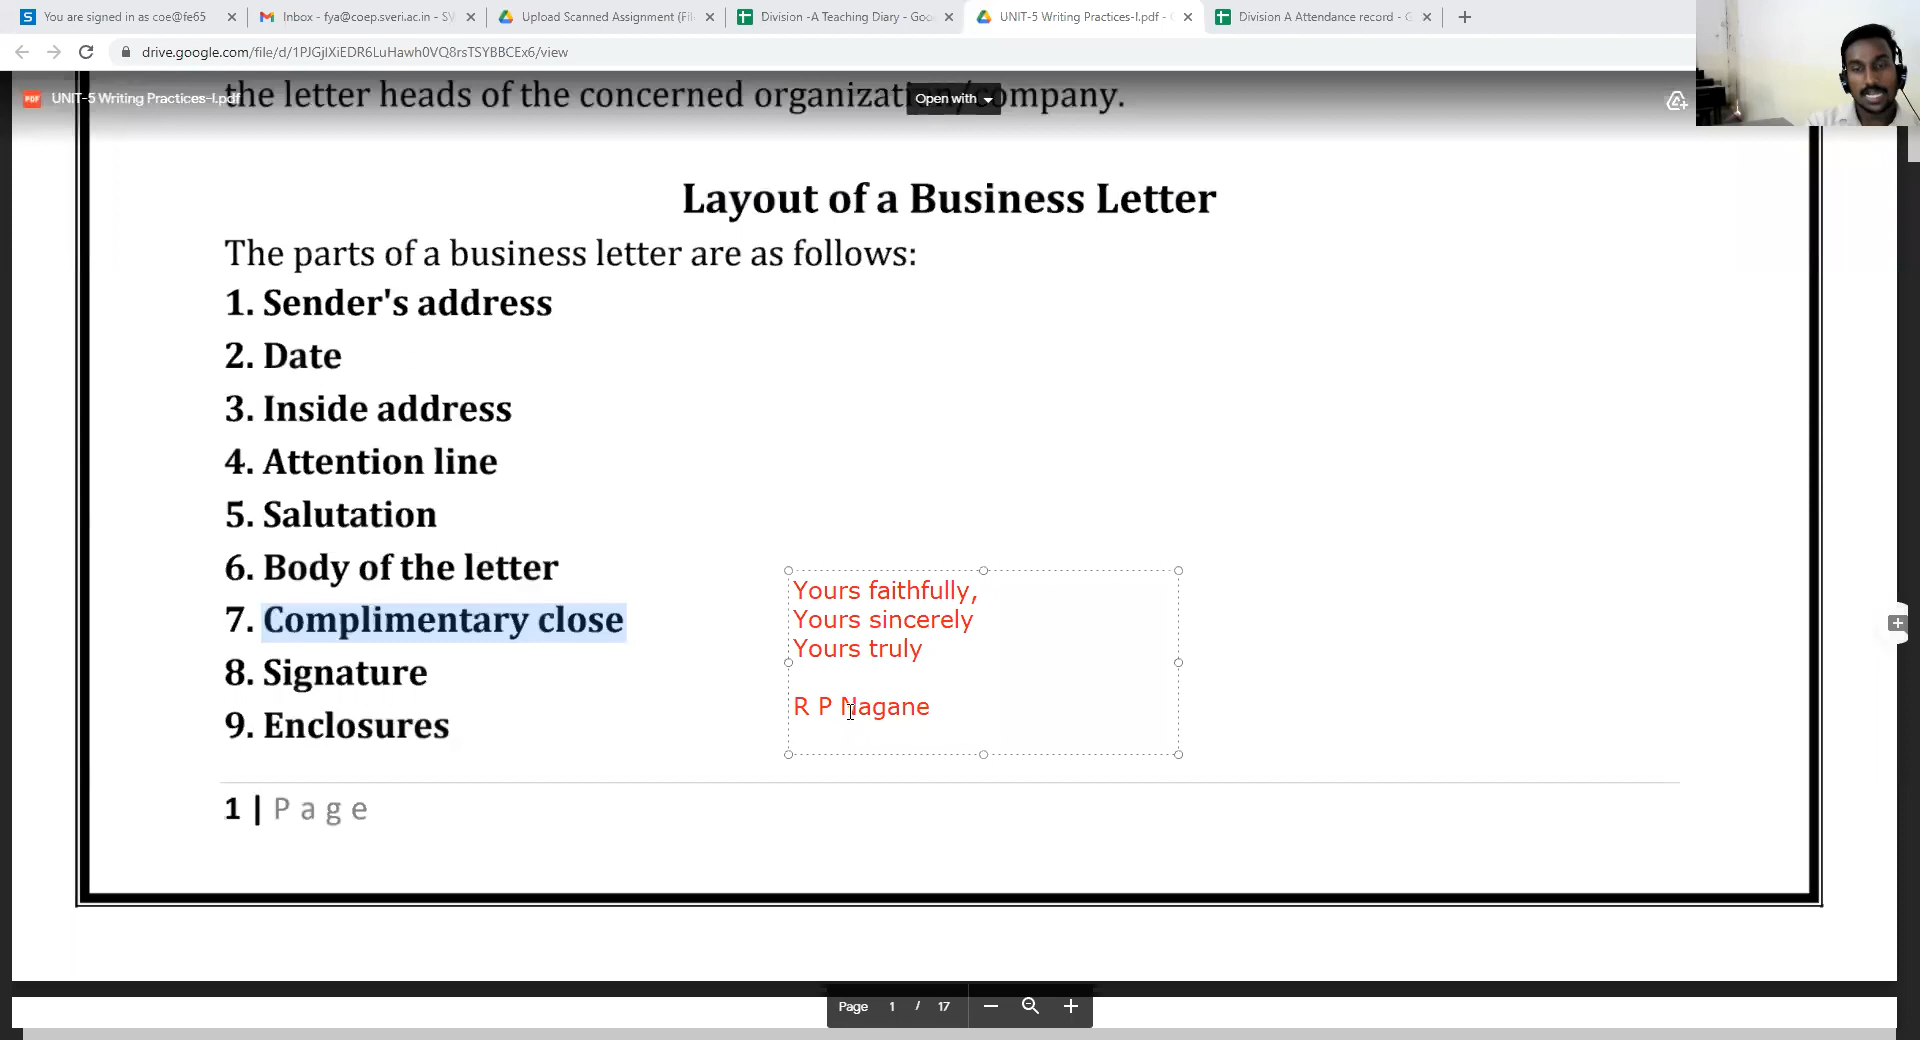 You are signed in as coe@fe65
Inbox - fya@coep.sveri.ac.in - SV
Upload Scanned Assignment (Fil
Division -A Teaching Diary - Goo
UNIT-5 Writing Practices-I.pdf - G
Division A Attendance record - G
drive.google.com/file/d/1PJGjIXiEDR6LuHawh0VQ8rsTSYBBCEx6/view
PDF
UNIT-5 Writing Practices-I.pdf
Open with
the letter heads of the concerned organization/company.
Layout of a Business Letter
The parts of a business letter are as follows:
1. Sender's address
2. Date
3. Inside address
4. Attention line
5. Salutation
6. Body of the letter
7. Complimentary close
8. Signature
9. Enclosures
Yours faithfully,
Yours sincerely
Yours truly
R P Nagane
1 | Page
Page 1 / 17